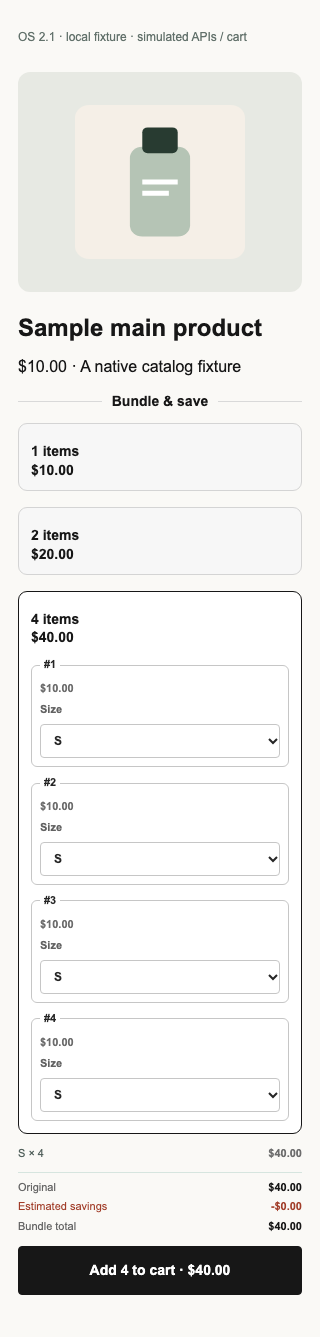 OS 2.1 · local fixture · simulated APIs / cart
Sample main product
$10.00 · A native catalog fixture
Bundle & save
1 items
$10.00
2 items
$20.00
4 items
$40.00
#1
$10.00
Size
S
#2
$10.00
Size
S
#3
$10.00
Size
S
#4
$10.00
Size
S
S × 4 $40.00
Original $40.00
Estimated savings -$0.00
Bundle total $40.00
Add 4 to cart · $40.00